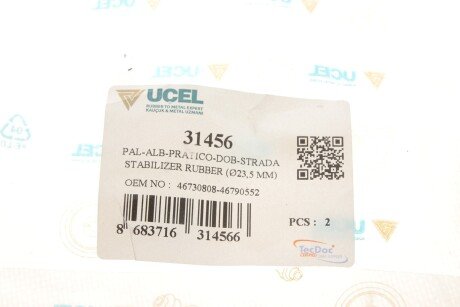 UCEL
RUBBER TO METAL EXPERT
KAUÇUK & METAL UZMANI
31456
PAL-ALB-PRATICO-DOB-STRADA
STABILIZER RUBBER (Ø23,5 MM)
OEM NO : 46730808-46790552
PCS : 2
8 683716 314566
TecDoc
UCEL